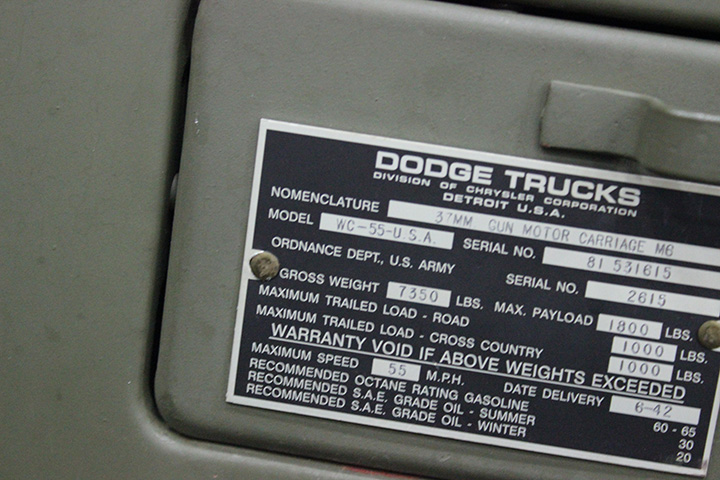 DODGE TRUCKS
DIVISION OF CHRYSLER CORPORATION
DETROIT U.S.A.
NOMENCLATURE 37MM GUN MOTOR CARRIAGE M6
MODEL WC-55-U.S.A. SERIAL NO. 81 531615
ORDNANCE DEPT., U.S. ARMY SERIAL NO. 2615
GROSS WEIGHT 7350 LBS. MAX. PAYLOAD 1800 LBS.
MAXIMUM TRAILED LOAD - ROAD 1000 LBS.
MAXIMUM TRAILED LOAD - CROSS COUNTRY 1000 LBS.
WARRANTY VOID IF ABOVE WEIGHTS EXCEEDED
MAXIMUM SPEED 55 M.P.H. DATE DELIVERY 6-42
RECOMMENDED OCTANE RATING GASOLINE 60 - 65
RECOMMENDED S.A.E. GRADE OIL - SUMMER 30
RECOMMENDED S.A.E. GRADE OIL - WINTER 20